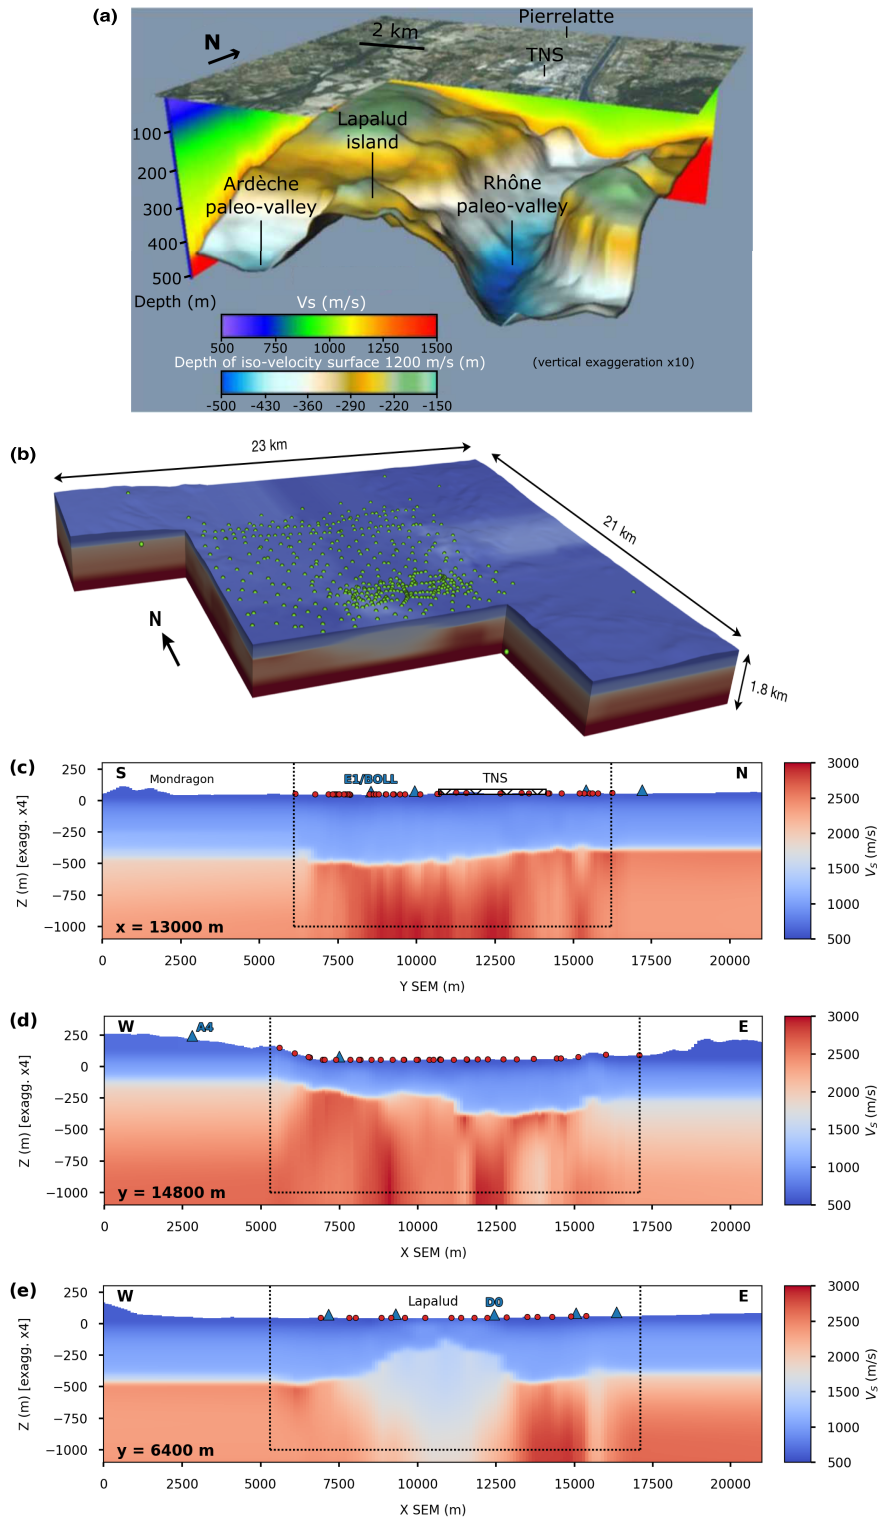 (a)
Pierrelatte
2 km
N
TNS
Lapalud
island
100
200
300
400
500
Ardèche
paleo-valley
Rhône
paleo-valley
Depth (m)
Vs (m/s)
500 750 1000 1250 1500
Depth of iso-velocity surface 1200 m/s (m)
(vertical exaggeration x10)
-500 -430 -360 -290 -220 -150
(b)
23 km
21 km
N
1.8 km
(c)
S
Mondragon
E1/BOLL
TNS
N
250
0
−250
−500
−750
−1000
Z (m) [exagg. x4]
x = 13000 m
0 2500 5000 7500 10000 12500 15000 17500 20000
Y SEM (m)
3000
2500
2000
1500
1000
500
VS (m/s)
(d)
W
A4
E
250
0
−250
−500
−750
−1000
Z (m) [exagg. x4]
y = 14800 m
0 2500 5000 7500 10000 12500 15000 17500 20000
X SEM (m)
3000
2500
2000
1500
1000
500
VS (m/s)
(e)
W
Lapalud
D0
E
250
0
−250
−500
−750
−1000
Z (m) [exagg. x4]
y = 6400 m
0 2500 5000 7500 10000 12500 15000 17500 20000
X SEM (m)
3000
2500
2000
1500
1000
500
VS (m/s)